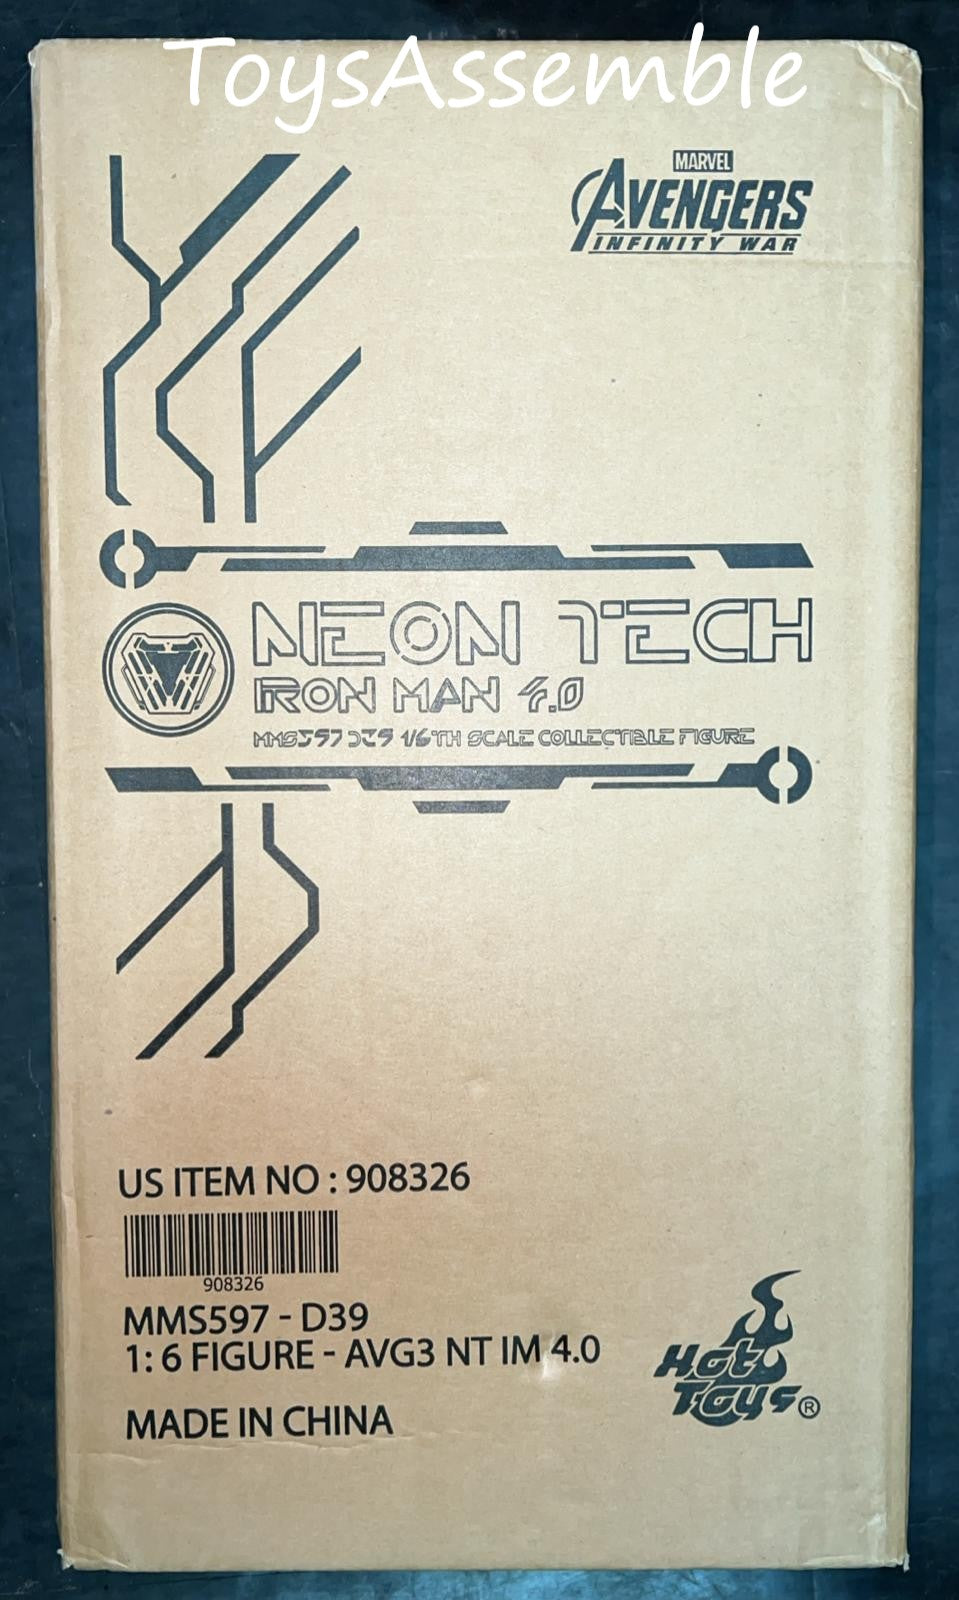 ToysAssemble
MARVEL
AVENGERS
INFINITY WAR
NEON TECH
IRON MAN 4.0
MMS597 D39 1/6TH SCALE COLLECTIBLE FIGURE
US ITEM NO : 908326
908326
MMS597 - D39
1: 6 FIGURE - AVG3 NT IM 4.0
MADE IN CHINA
Hot
Toys ®